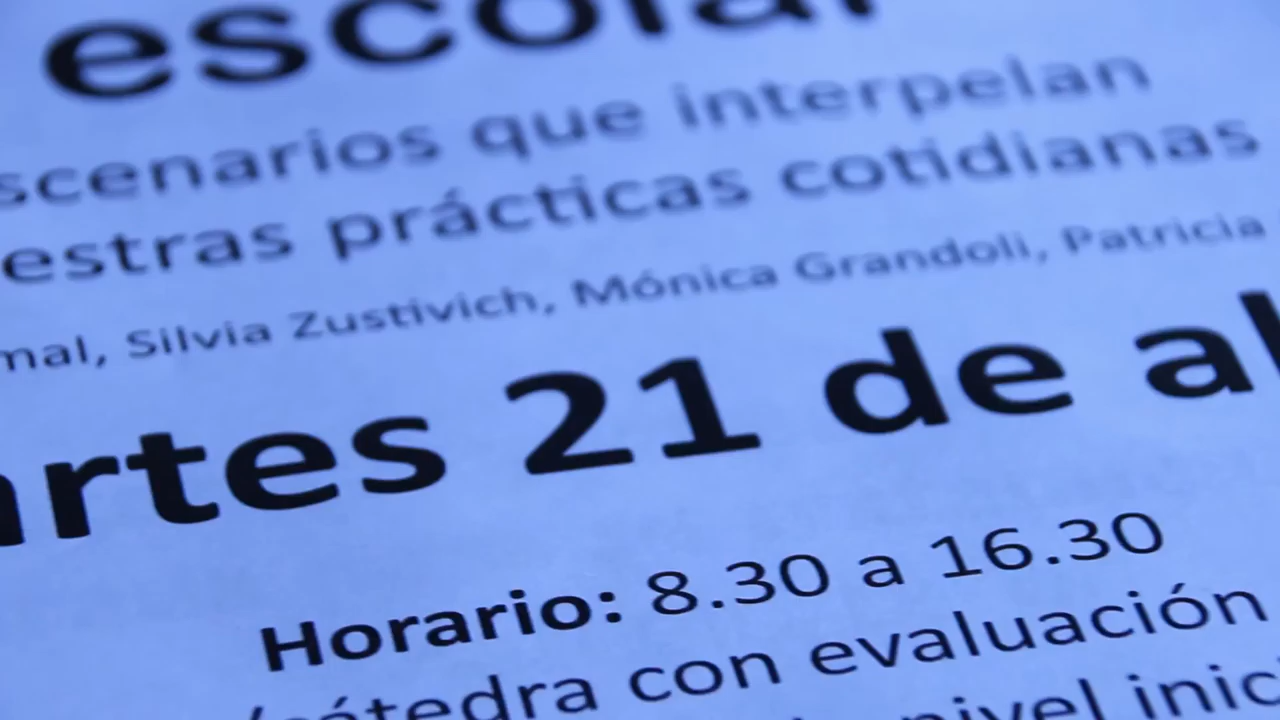 escolar
scenarios que interpelan
estras prácticas cotidianas
mal, Silvia Zustivich, Mónica Grandoli, Patricia
artes 21 de ab
Horario: 8.30 a 16.30
/cátedra con evaluación
nivel inic